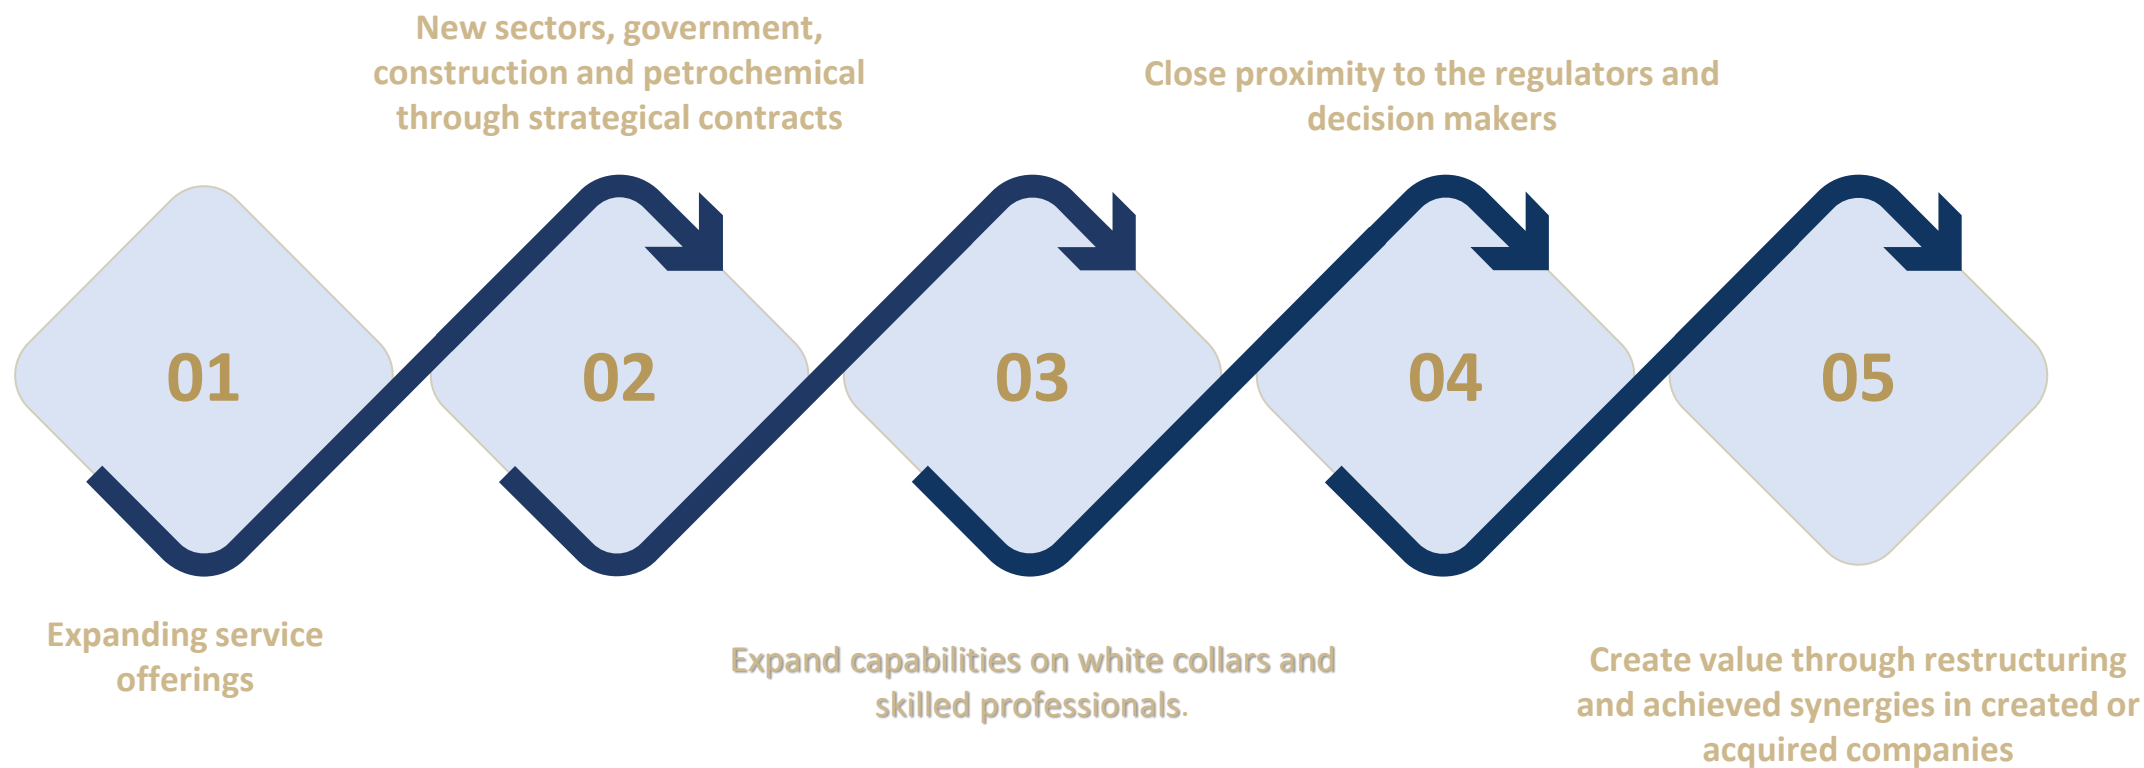 New sectors, government,
construction and petrochemical
through strategical contracts
Close proximity to the regulators and
decision makers
01
02
03
04
05
Expanding service
offerings
Expand capabilities on white collars and
skilled professionals.
Create value through restructuring
and achieved synergies in created or
acquired companies